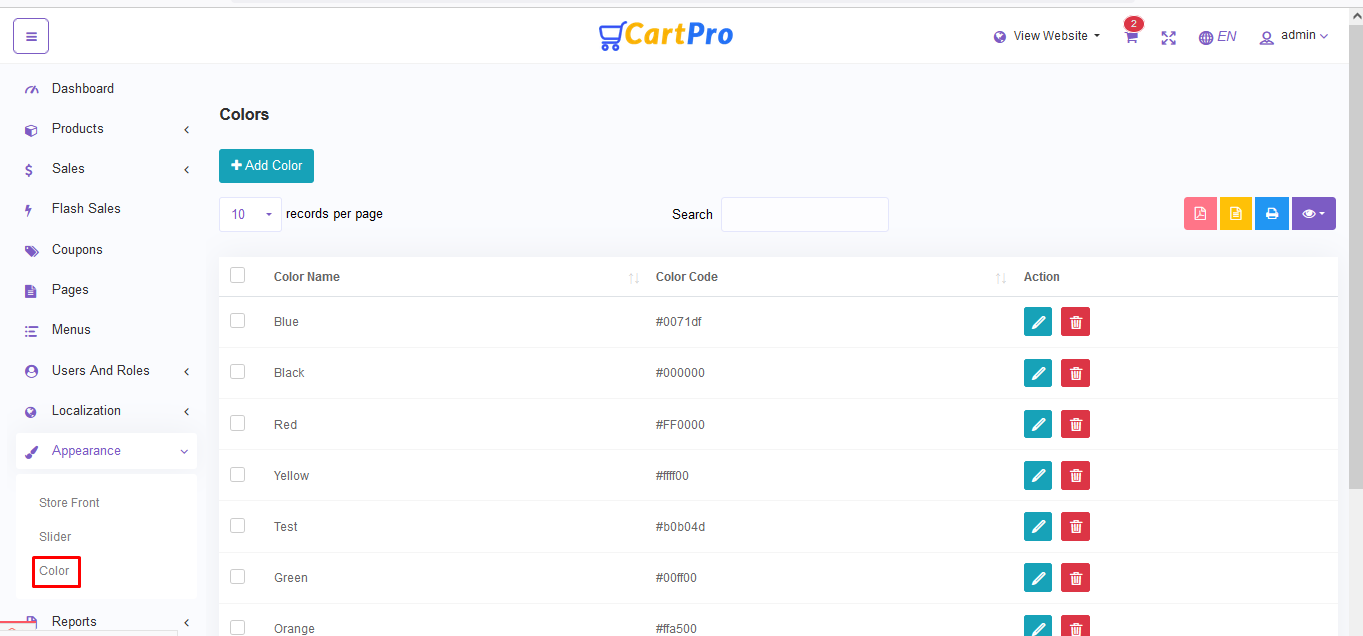 CartPro
View Website
2
EN
admin
Dashboard
Products
Sales
Flash Sales
Coupons
Pages
Menus
Users And Roles
Localization
Appearance
Store Front
Slider
Color
Reports
Colors
Add Color
10 records per page
Search
Color Name Color Code Action
Blue #0071df
Black #000000
Red #FF0000
Yellow #ffff00
Test #b0b04d
Green #00ff00
Orange #ffa500